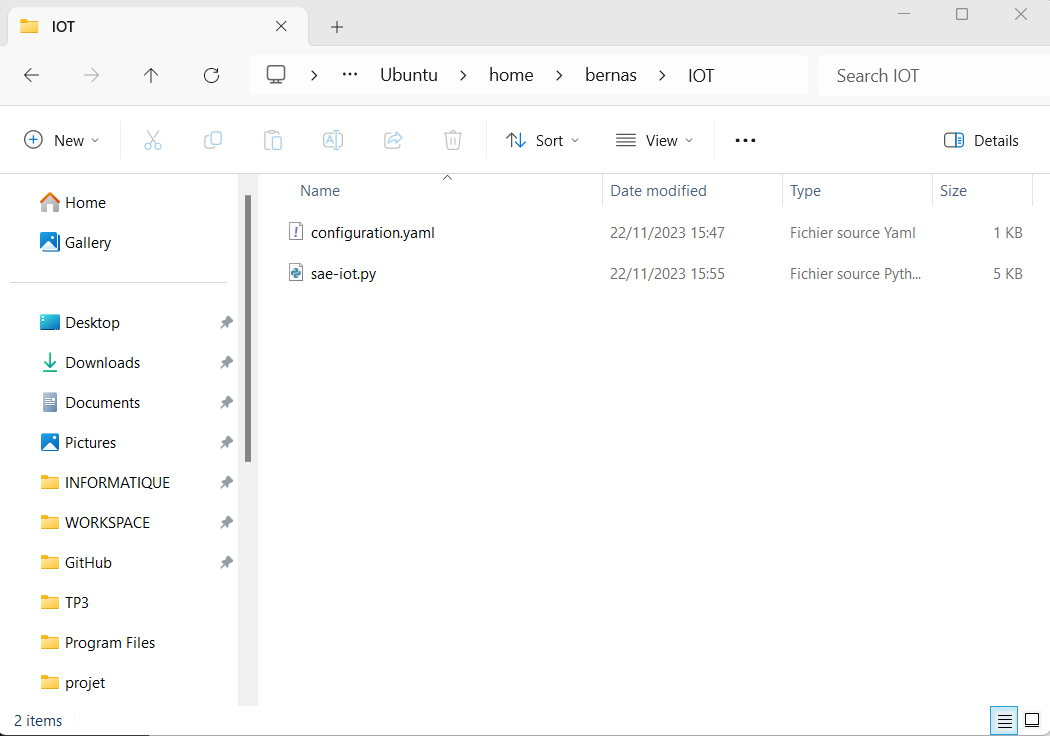 IOT
Ubuntu > home > bernas > IOT
Search IOT
New
Sort
View
Details
Name Date modified Type Size
configuration.yaml 22/11/2023 15:47 Fichier source Yaml 1 KB
sae-iot.py 22/11/2023 15:55 Fichier source Pyth... 5 KB
Home
Gallery
Desktop
Downloads
Documents
Pictures
INFORMATIQUE
WORKSPACE
GitHub
TP3
Program Files
projet
2 items